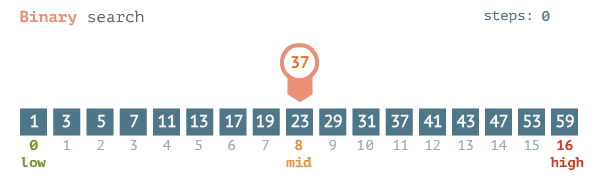 Binary search
steps: 0
37
1 3 5 7 11 13 17 19 23 29 31 37 41 43 47 53 59
0 1 2 3 4 5 6 7 8 9 10 11 12 13 14 15 16
low mid high